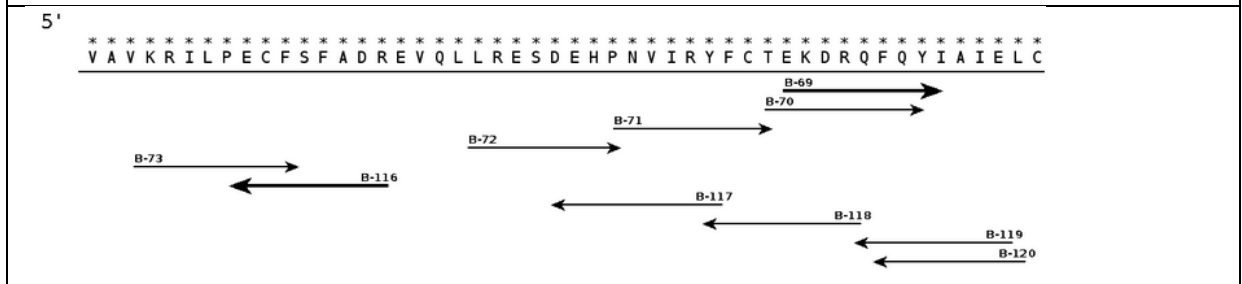 5'
* * * * * * * * * * * * * * * * * * * * * * * * * * * * * * * * * * * * * * * * * * * * * * * * * *
V A V K R I L P E C F S F A D R E V Q L L R E S D E H P N V I R Y F C T E K D R Q F Q Y I A I E L C
B-69
B-70
B-71
B-72
B-73
B-116
B-117
B-118
B-119
B-120